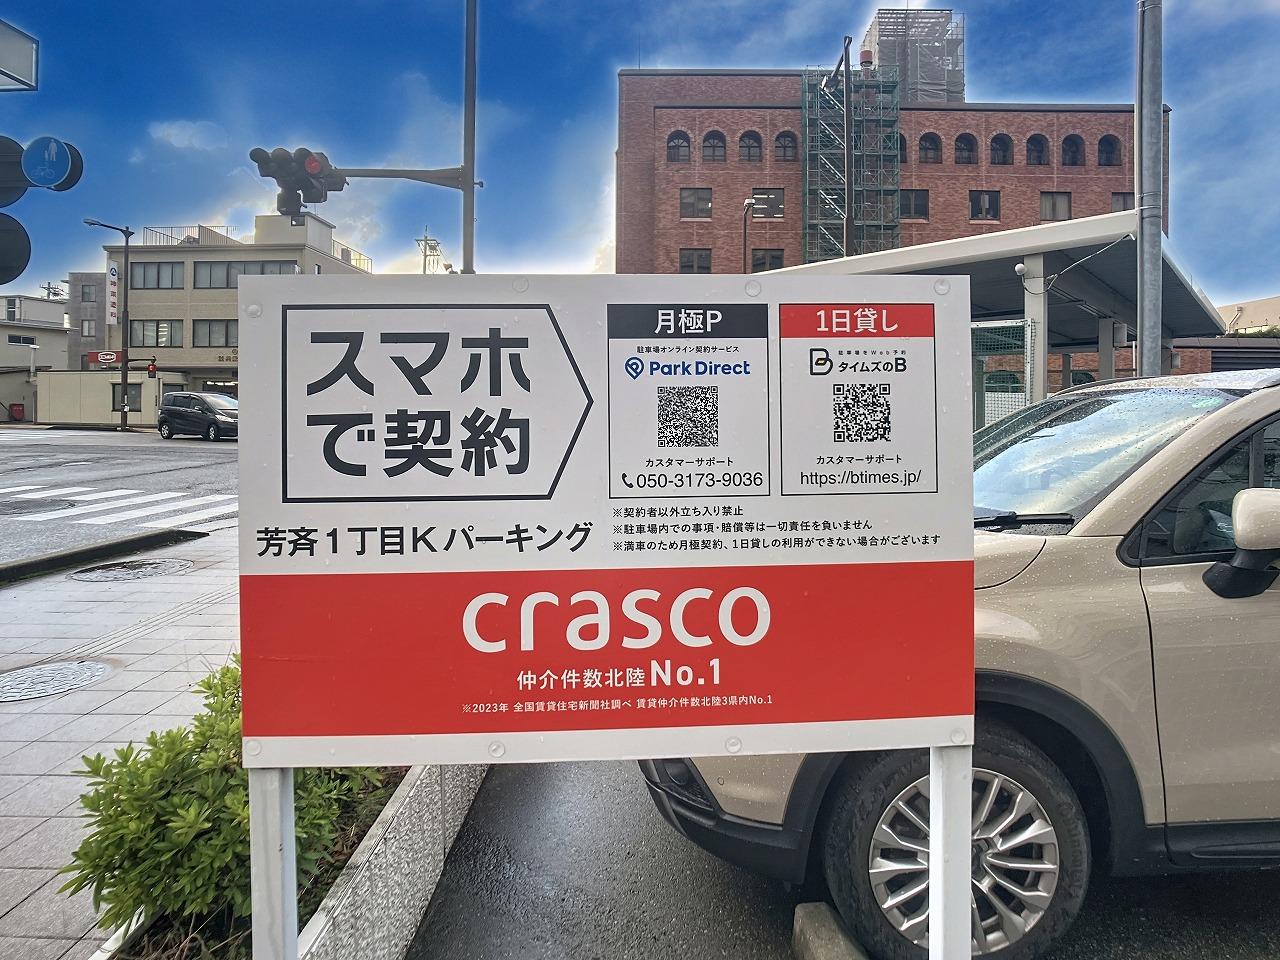 スマホ
で契約
芳斉1丁目Kパーキング
月極P
駐車場オンライン契約サービス
Park Direct
カスタマーサポート
050-3173-9036
1日貸し
駐車場をWeb予約
タイムズのB
カスタマーサポート
https://btimes.jp/
※契約者以外立ち入り禁止
※駐車場内での事項・賠償等は一切責任を負いません
※満車のため月極契約、1日貸しの利用ができない場合がございます
crasco
仲介件数北陸No.1
※2023年 全国賃貸住宅新聞社調べ 賃貸仲介件数北陸3県内No.1